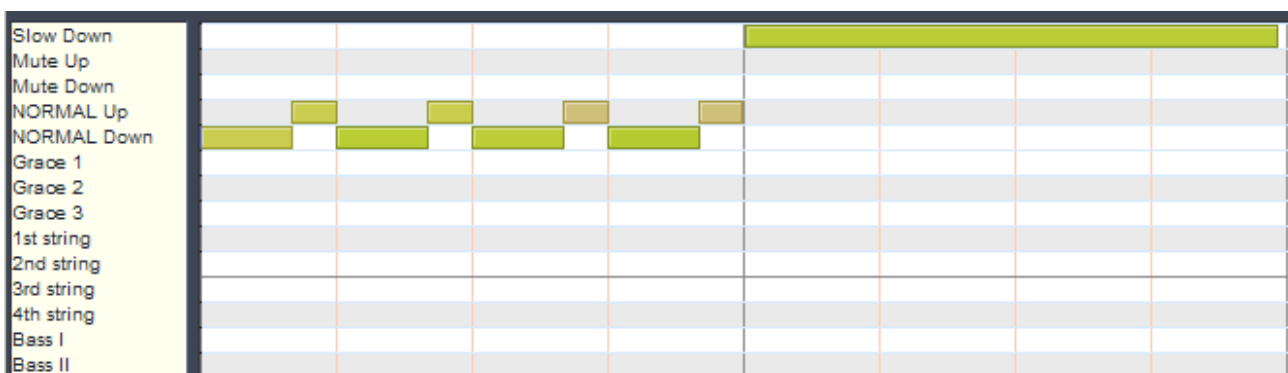 Slow Down
Mute Up
Mute Down
NORMAL Up
NORMAL Down
Grace 1
Grace 2
Grace 3
1st string
2nd string
3rd string
4th string
Bass I
Bass II